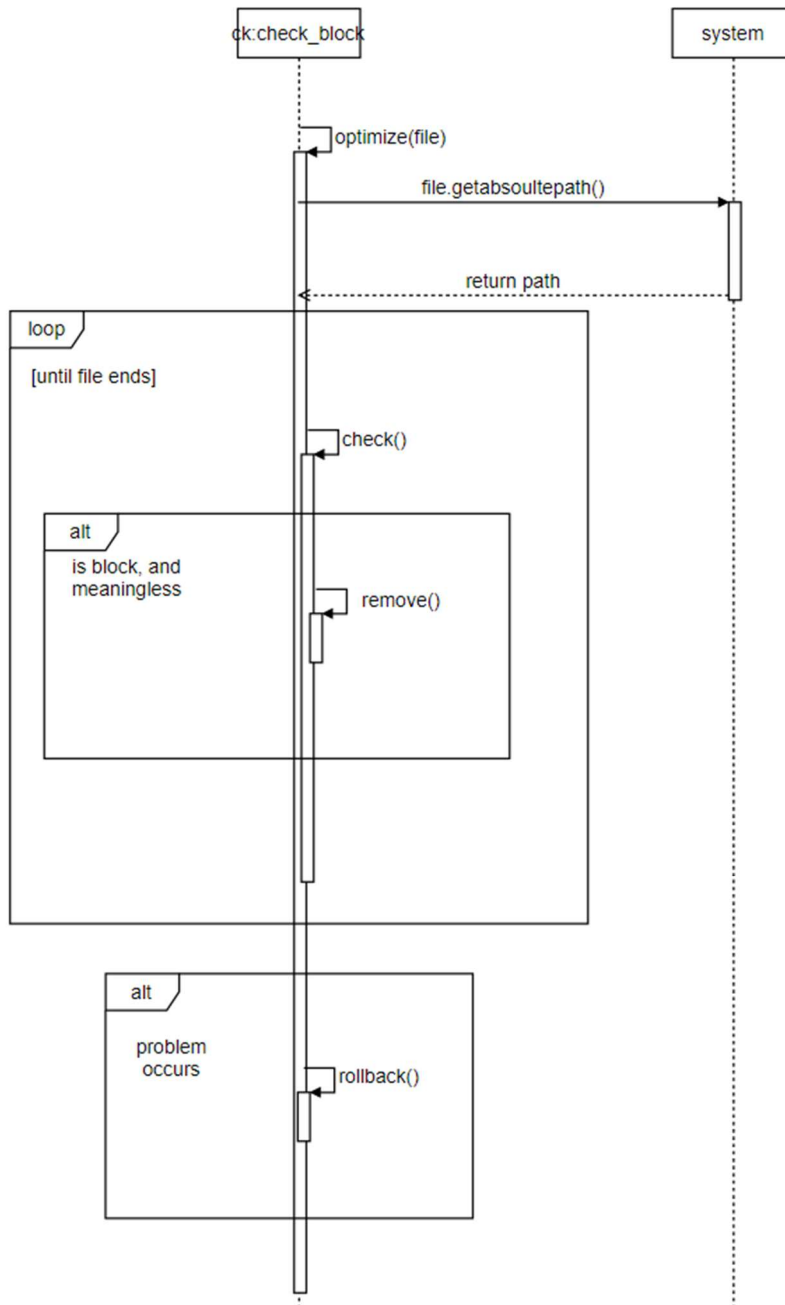 ck:check_block
system
optimize(file)
file.getabsoultepath()
return path
loop
[until file ends]
check()
alt
is block, and
meaningless
remove()
alt
problem
occurs
rollback()